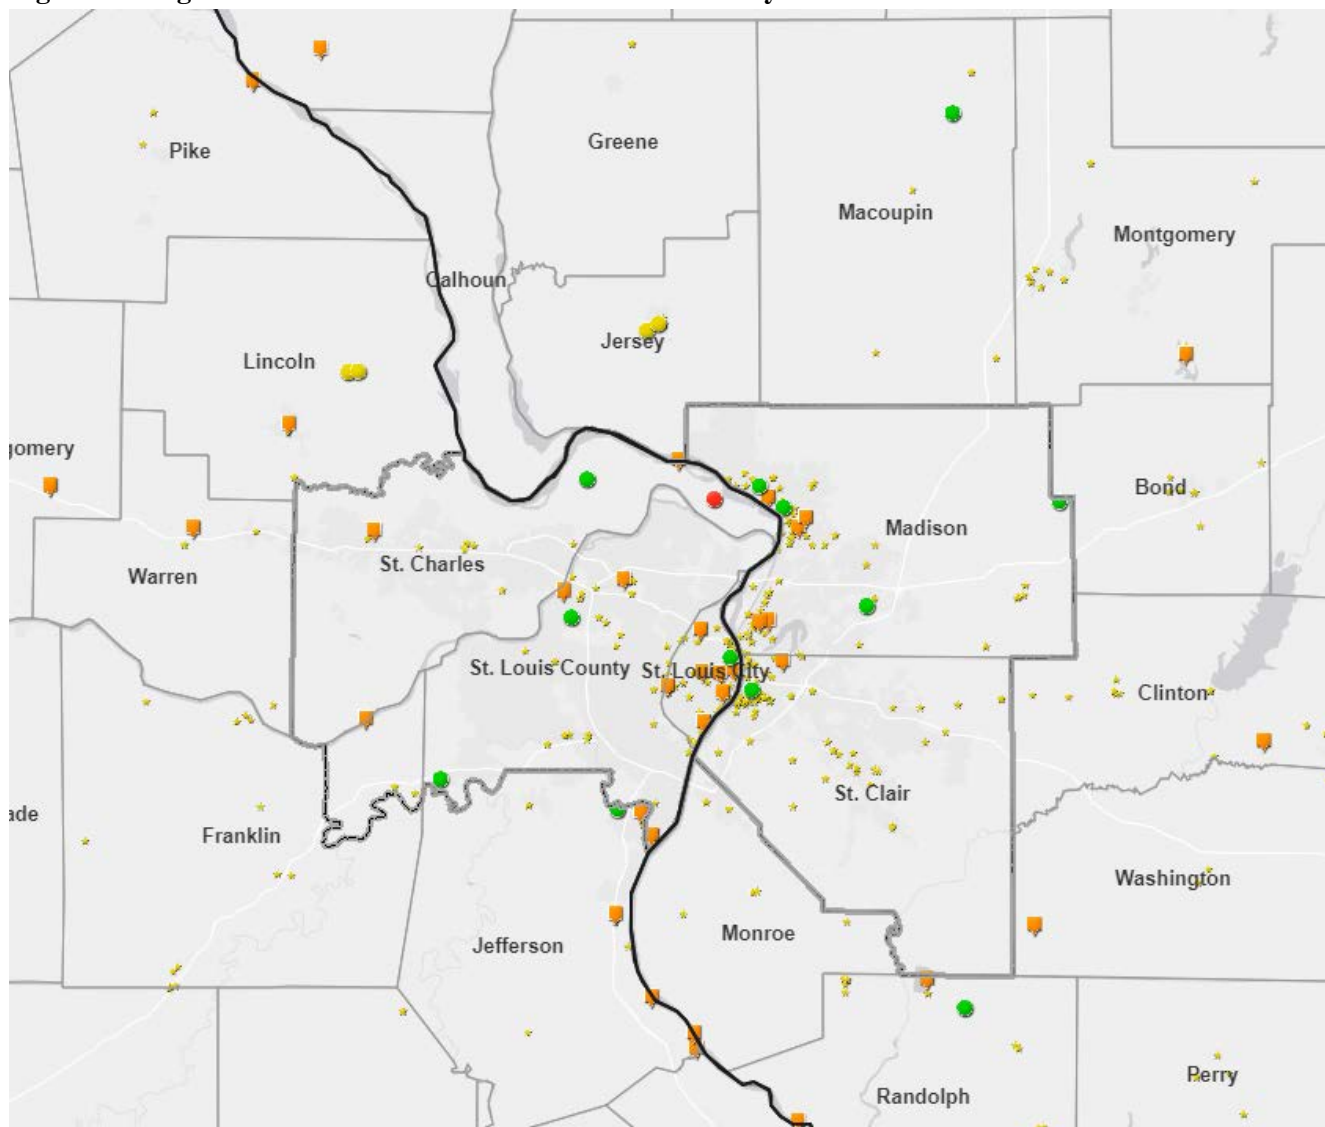 Greene
Pike
Macoupin
Montgomery
Calhoun
Jersey
Lincoln
gomery
Bond
Madison
St. Charles
Warren
St. Louis County
St. Louis City
Clinton
St. Clair
ade
Franklin
Washington
Monroe
Jefferson
Perry
Randolph